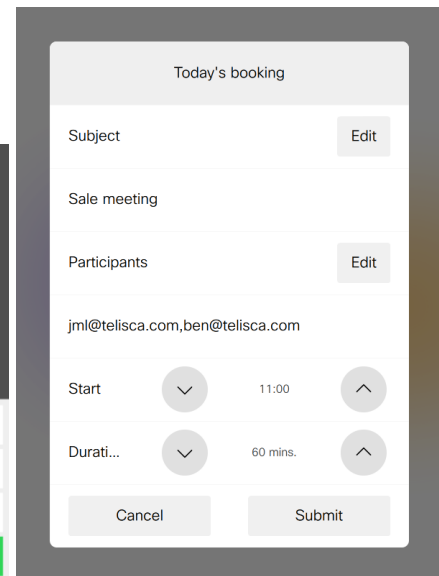 Today's booking
Subject Edit
Sale meeting
Participants Edit
jml@telisca.com,ben@telisca.com
Start 11:00
Durati... 60 mins.
Cancel Submit